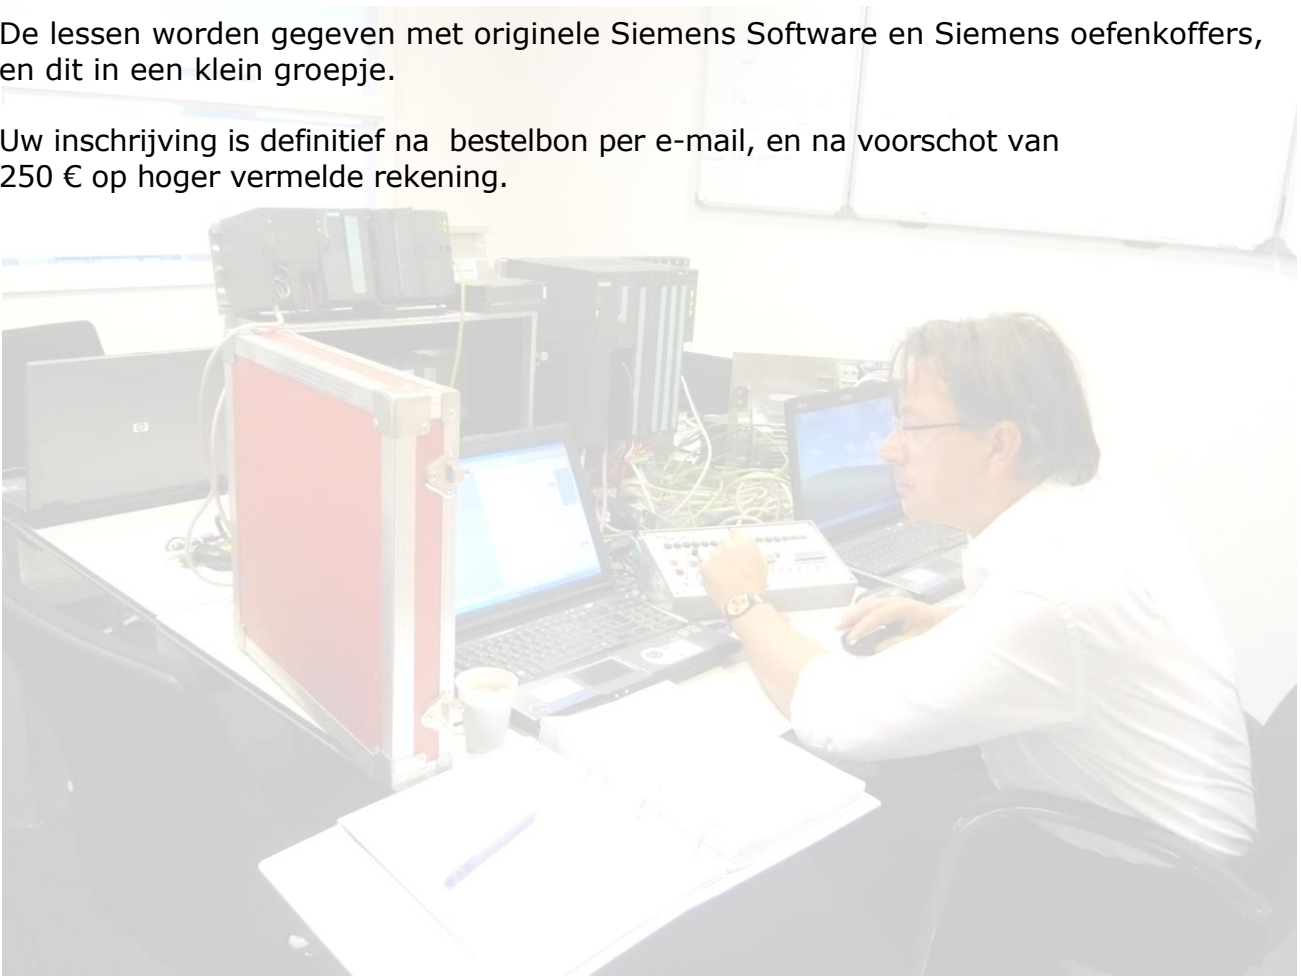 De lessen worden gegeven met originele Siemens Software en Siemens oefenkoffers,
en dit in een klein groepje.
Uw inschrijving is definitief na  bestelbon per e-mail, en na voorschot van
250 € op hoger vermelde rekening.